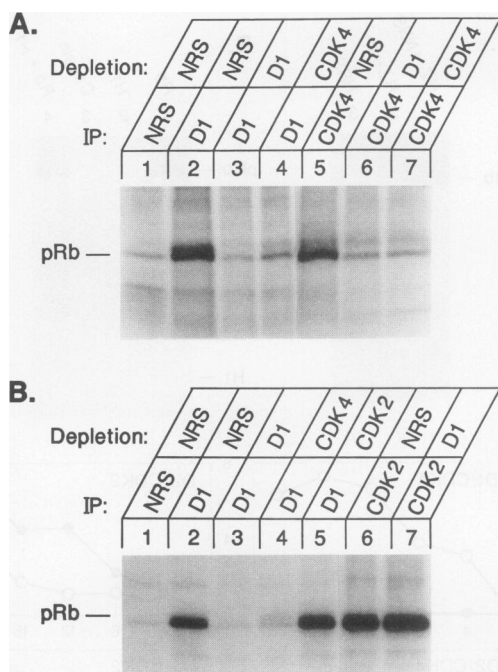 A.
Depletion: NRS NRS D1 CDK4 NRS D1 CDK4
IP: NRS D1 D1 D1 CDK4 CDK4 CDK4
1 2 3 4 5 6 7
pRb
B.
Depletion: NRS NRS D1 CDK4 CDK2 NRS D1
IP: NRS D1 D1 D1 D1 CDK2 CDK2
1 2 3 4 5 6 7
pRb